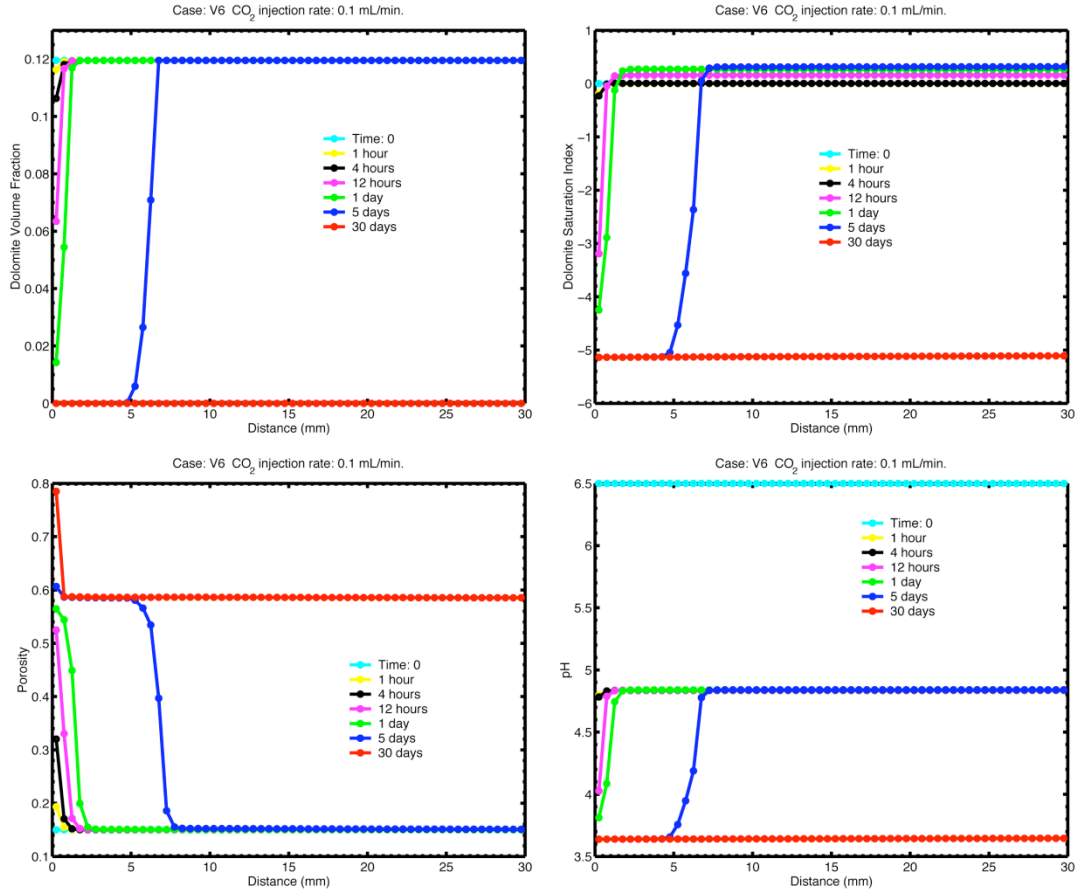 Case: V6 CO2 injection rate: 0.1 mL/min.
0.12
0.1
0.08
0.06
0.04
0.02
0
Dolomite Volume Fraction
Time: 0
1 hour
4 hours
12 hours
1 day
5 days
30 days
0 5 10 15 20 25 30
Distance (mm)
Case: V6 CO2 injection rate: 0.1 mL/min.
1
0
−1
−2
−3
−4
−5
−6
Dolomite Saturation Index
Time: 0
1 hour
4 hours
12 hours
1 day
5 days
30 days
0 5 10 15 20 25 30
Distance (mm)
Case: V6 CO2 injection rate: 0.1 mL/min.
0.8
0.7
0.6
0.5
0.4
0.3
0.2
0.1
Porosity
Time: 0
1 hour
4 hours
12 hours
1 day
5 days
30 days
0 5 10 15 20 25 30
Distance (mm)
Case: V6 CO2 injection rate: 0.1 mL/min.
6.5
6
5.5
5
4.5
4
3.5
pH
Time: 0
1 hour
4 hours
12 hours
1 day
5 days
30 days
0 5 10 15 20 25 30
Distance (mm)